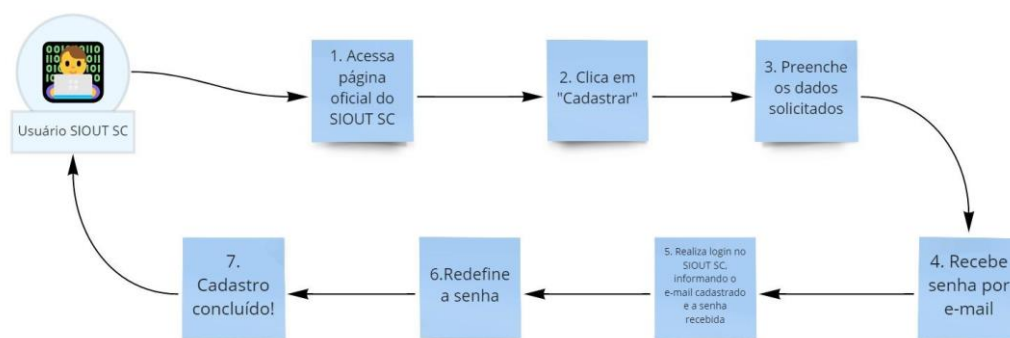 Usuário SIOUT SC
1. Acessa
página
oficial do
SIOUT SC
2. Clica em
"Cadastrar"
3. Preenche
os dados
solicitados
4. Recebe
senha por
e-mail
5. Realiza login no
SIOUT SC,
informando o
e-mail cadastrado
e a senha
recebida
6.Redefine
a senha
7.
Cadastro
concluído!